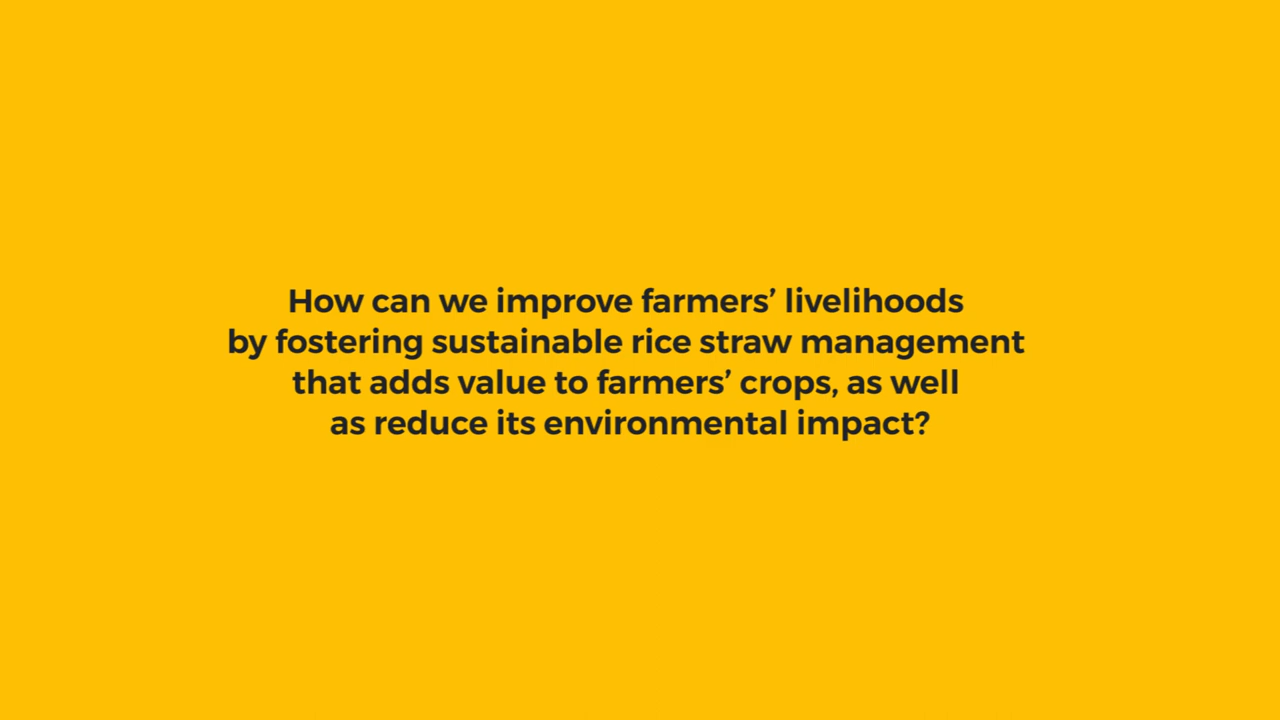 How can we improve farmers’ livelihoods
by fostering sustainable rice straw management
that adds value to farmers’ crops, as well
as reduce its environmental impact?